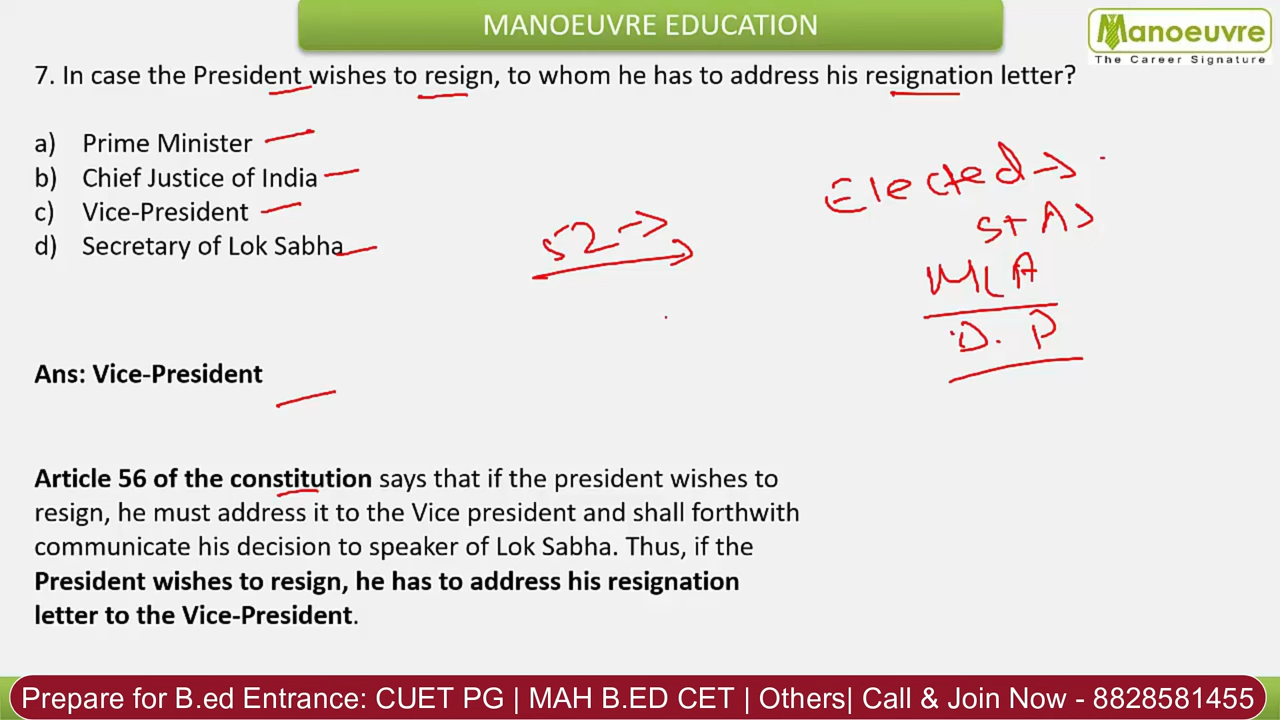 MANOEUVRE EDUCATION
Manoeuvre
The Career Signature
7. In case the President wishes to resign, to whom he has to address his resignation letter?
a) Prime Minister
b) Chief Justice of India
c) Vice-President
d) Secretary of Lok Sabha
52 →
Elected →
St As
MLA
D. P
Ans: Vice-President
Article 56 of the constitution says that if the president wishes to
resign, he must address it to the Vice president and shall forthwith
communicate his decision to speaker of Lok Sabha. Thus, if the
President wishes to resign, he has to address his resignation
letter to the Vice-President.
Prepare for B.ed Entrance: CUET PG | MAH B.ED CET | Others| Call & Join Now - 8828581455